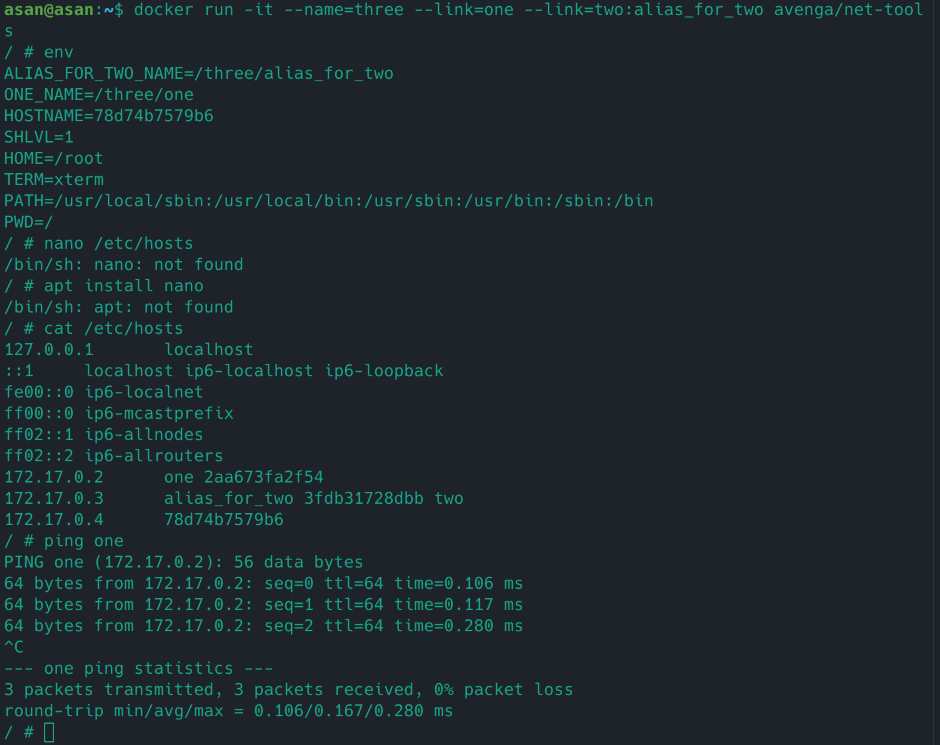 asan@asan:~$ docker run -it --name=three --link=one --link=two:alias_for_two avenga/net-tool
s
/ # env
ALIAS_FOR_TWO_NAME=/three/alias_for_two
ONE_NAME=/three/one
HOSTNAME=78d74b7579b6
SHLVL=1
HOME=/root
TERM=xterm
PATH=/usr/local/sbin:/usr/local/bin:/usr/sbin:/usr/bin:/sbin:/bin
PWD=/
/ # nano /etc/hosts
/bin/sh: nano: not found
/ # apt install nano
/bin/sh: apt: not found
/ # cat /etc/hosts
127.0.0.1       localhost
::1     localhost ip6-localhost ip6-loopback
fe00::0 ip6-localnet
ff00::0 ip6-mcastprefix
ff02::1 ip6-allnodes
ff02::2 ip6-allrouters
172.17.0.2      one 2aa673fa2f54
172.17.0.3      alias_for_two 3fdb31728dbb two
172.17.0.4      78d74b7579b6
/ # ping one
PING one (172.17.0.2): 56 data bytes
64 bytes from 172.17.0.2: seq=0 ttl=64 time=0.106 ms
64 bytes from 172.17.0.2: seq=1 ttl=64 time=0.117 ms
64 bytes from 172.17.0.2: seq=2 ttl=64 time=0.280 ms
^C
--- one ping statistics ---
3 packets transmitted, 3 packets received, 0% packet loss
round-trip min/avg/max = 0.106/0.167/0.280 ms
/ #